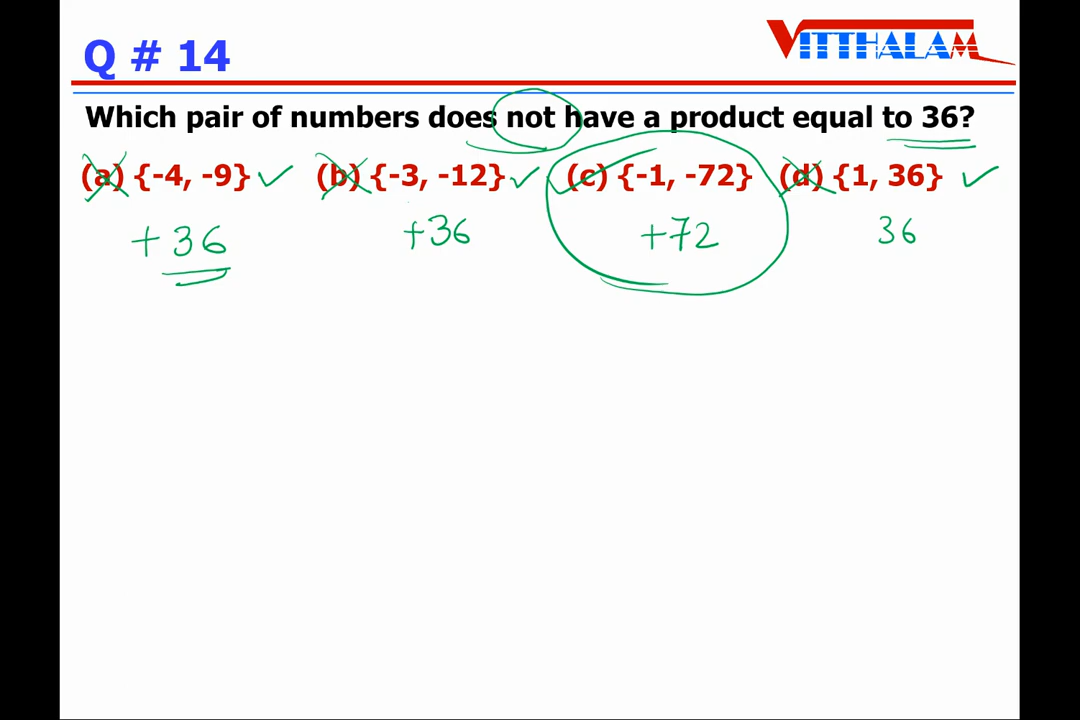 Q # 14
VITTHALAM
Which pair of numbers does not have a product equal to 36?
(a) {-4, -9} (b) {-3, -12} (c) {-1, -72} (d) {1, 36}
+36 +36 +72 36